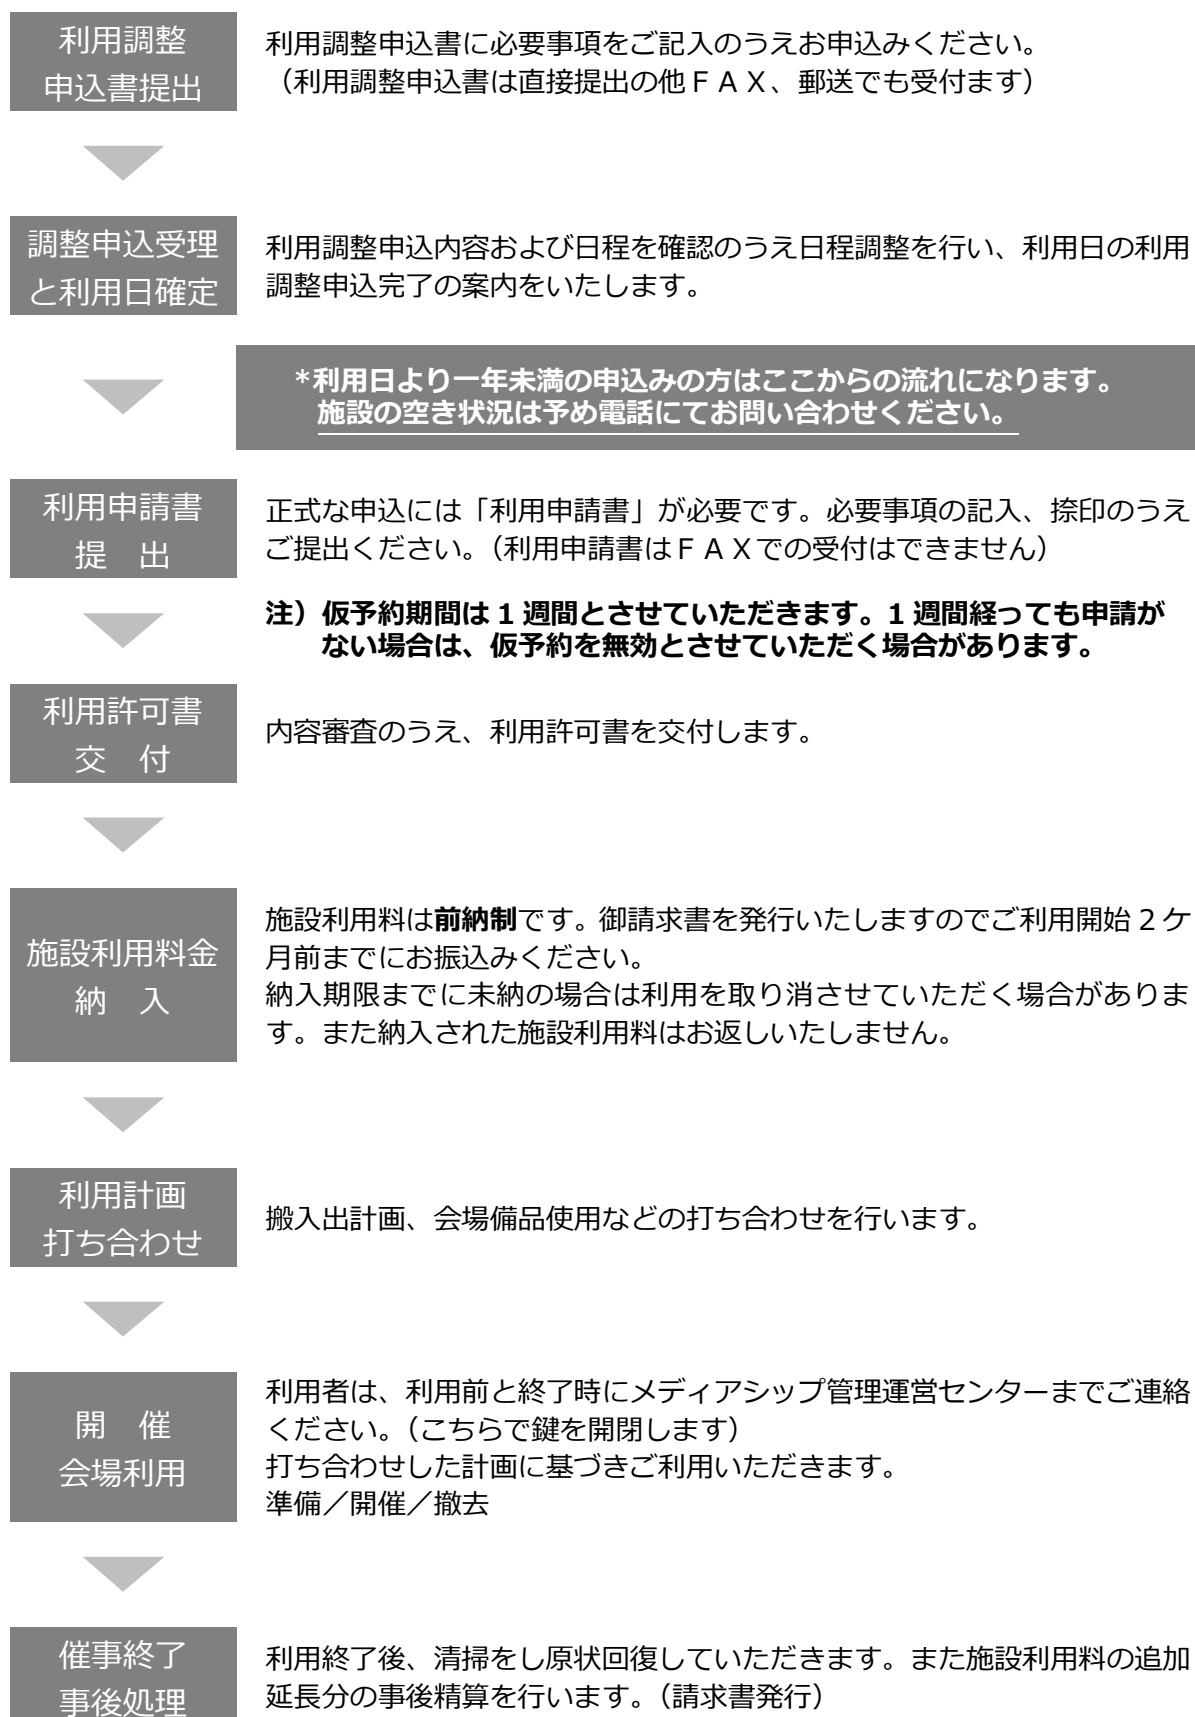 利用調整
申込書提出
利用調整申込書に必要事項をご記入のうえお申込みください。
（利用調整申込書は直接提出の他ＦＡＸ、郵送でも受付ます）
調整申込受理
と利用日確定
利用調整申込内容および日程を確認のうえ日程調整を行い、利用日の利用
調整申込完了の案内をいたします。
*利用日より一年未満の申込みの方はここからの流れになります。
施設の空き状況は予め電話にてお問い合わせください。
利用申請書
提　出
正式な申込には「利用申請書」が必要です。必要事項の記入、捺印のうえ
ご提出ください。（利用申請書はＦＡＸでの受付はできません）
注）仮予約期間は 1 週間とさせていただきます。1 週間経っても申請が
ない場合は、仮予約を無効とさせていただく場合があります。
利用許可書
交　付
内容審査のうえ、利用許可書を交付します。
施設利用料金
納　入
施設利用料は前納制です。御請求書を発行いたしますのでご利用開始 2 ケ
月前までにお振込みください。
納入期限までに未納の場合は利用を取り消させていただく場合がありま
す。また納入された施設利用料はお返しいたしません。
利用計画
打ち合わせ
搬入出計画、会場備品使用などの打ち合わせを行います。
開　催
会場利用
利用者は、利用前と終了時にメディアシップ管理運営センターまでご連絡
ください。（こちらで鍵を開閉します）
打ち合わせした計画に基づきご利用いただきます。
準備／開催／撤去
催事終了
事後処理
利用終了後、清掃をし原状回復していただきます。また施設利用料の追加
延長分の事後精算を行います。（請求書発行）